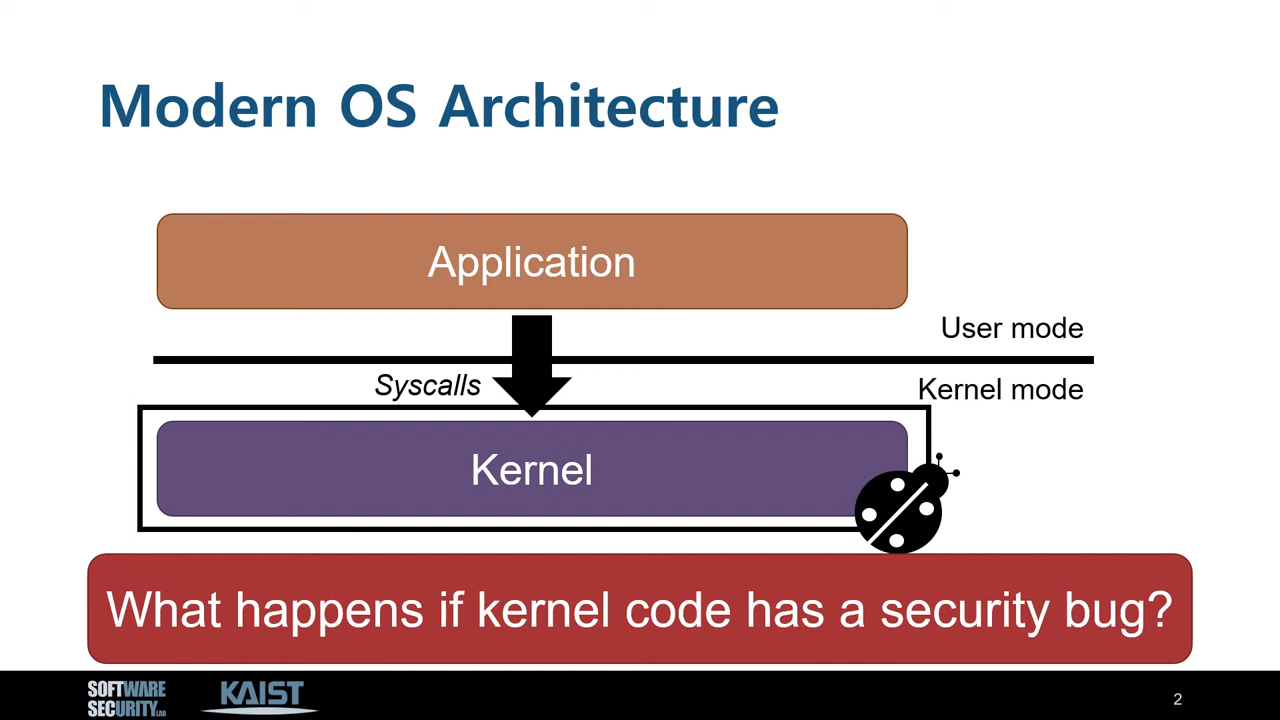 Modern OS Architecture
Application
User mode
Syscalls
Kernel mode
Kernel
What happens if kernel code has a security bug?
SOFTWARE
SECURITY LAB
KAIST
2